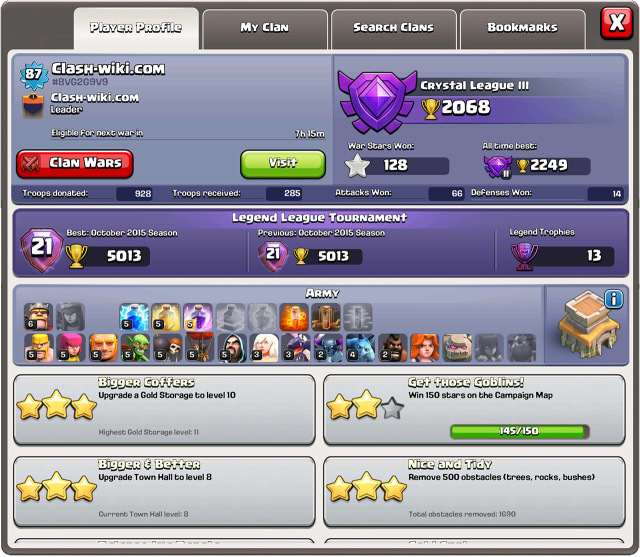 Player Profile
My Clan
Search Clans
Bookmarks
X
87
Clash-wiki.com
#8VG2G9V9
Clash-wiki.com
Leader
Eligible for next war in
7h 15m
Clan Wars
Visit
Crystal League III
2068
War Stars Won:
128
All time best:
II
2249
Troops donated:
928
Troops received:
285
Attacks Won:
66
Defenses Won:
14
Legend League Tournament
21
Best: October 2015 Season
5013
21
Previous: October 2015 Season
5013
Legend Trophies
13
Army
i
6
5
5
5
5
5
5
5
5
5
5
3
3
2
4
2
Bigger Coffers
Upgrade a Gold Storage to level 10
Highest Gold Storage level: 11
Get those Goblins!
Win 150 stars on the Campaign Map
145/150
Bigger & Better
Upgrade Town Hall to level 8
Current Town Hall level: 8
Nice and Tidy
Remove 500 obstacles (trees, rocks, bushes)
Total obstacles removed: 1690